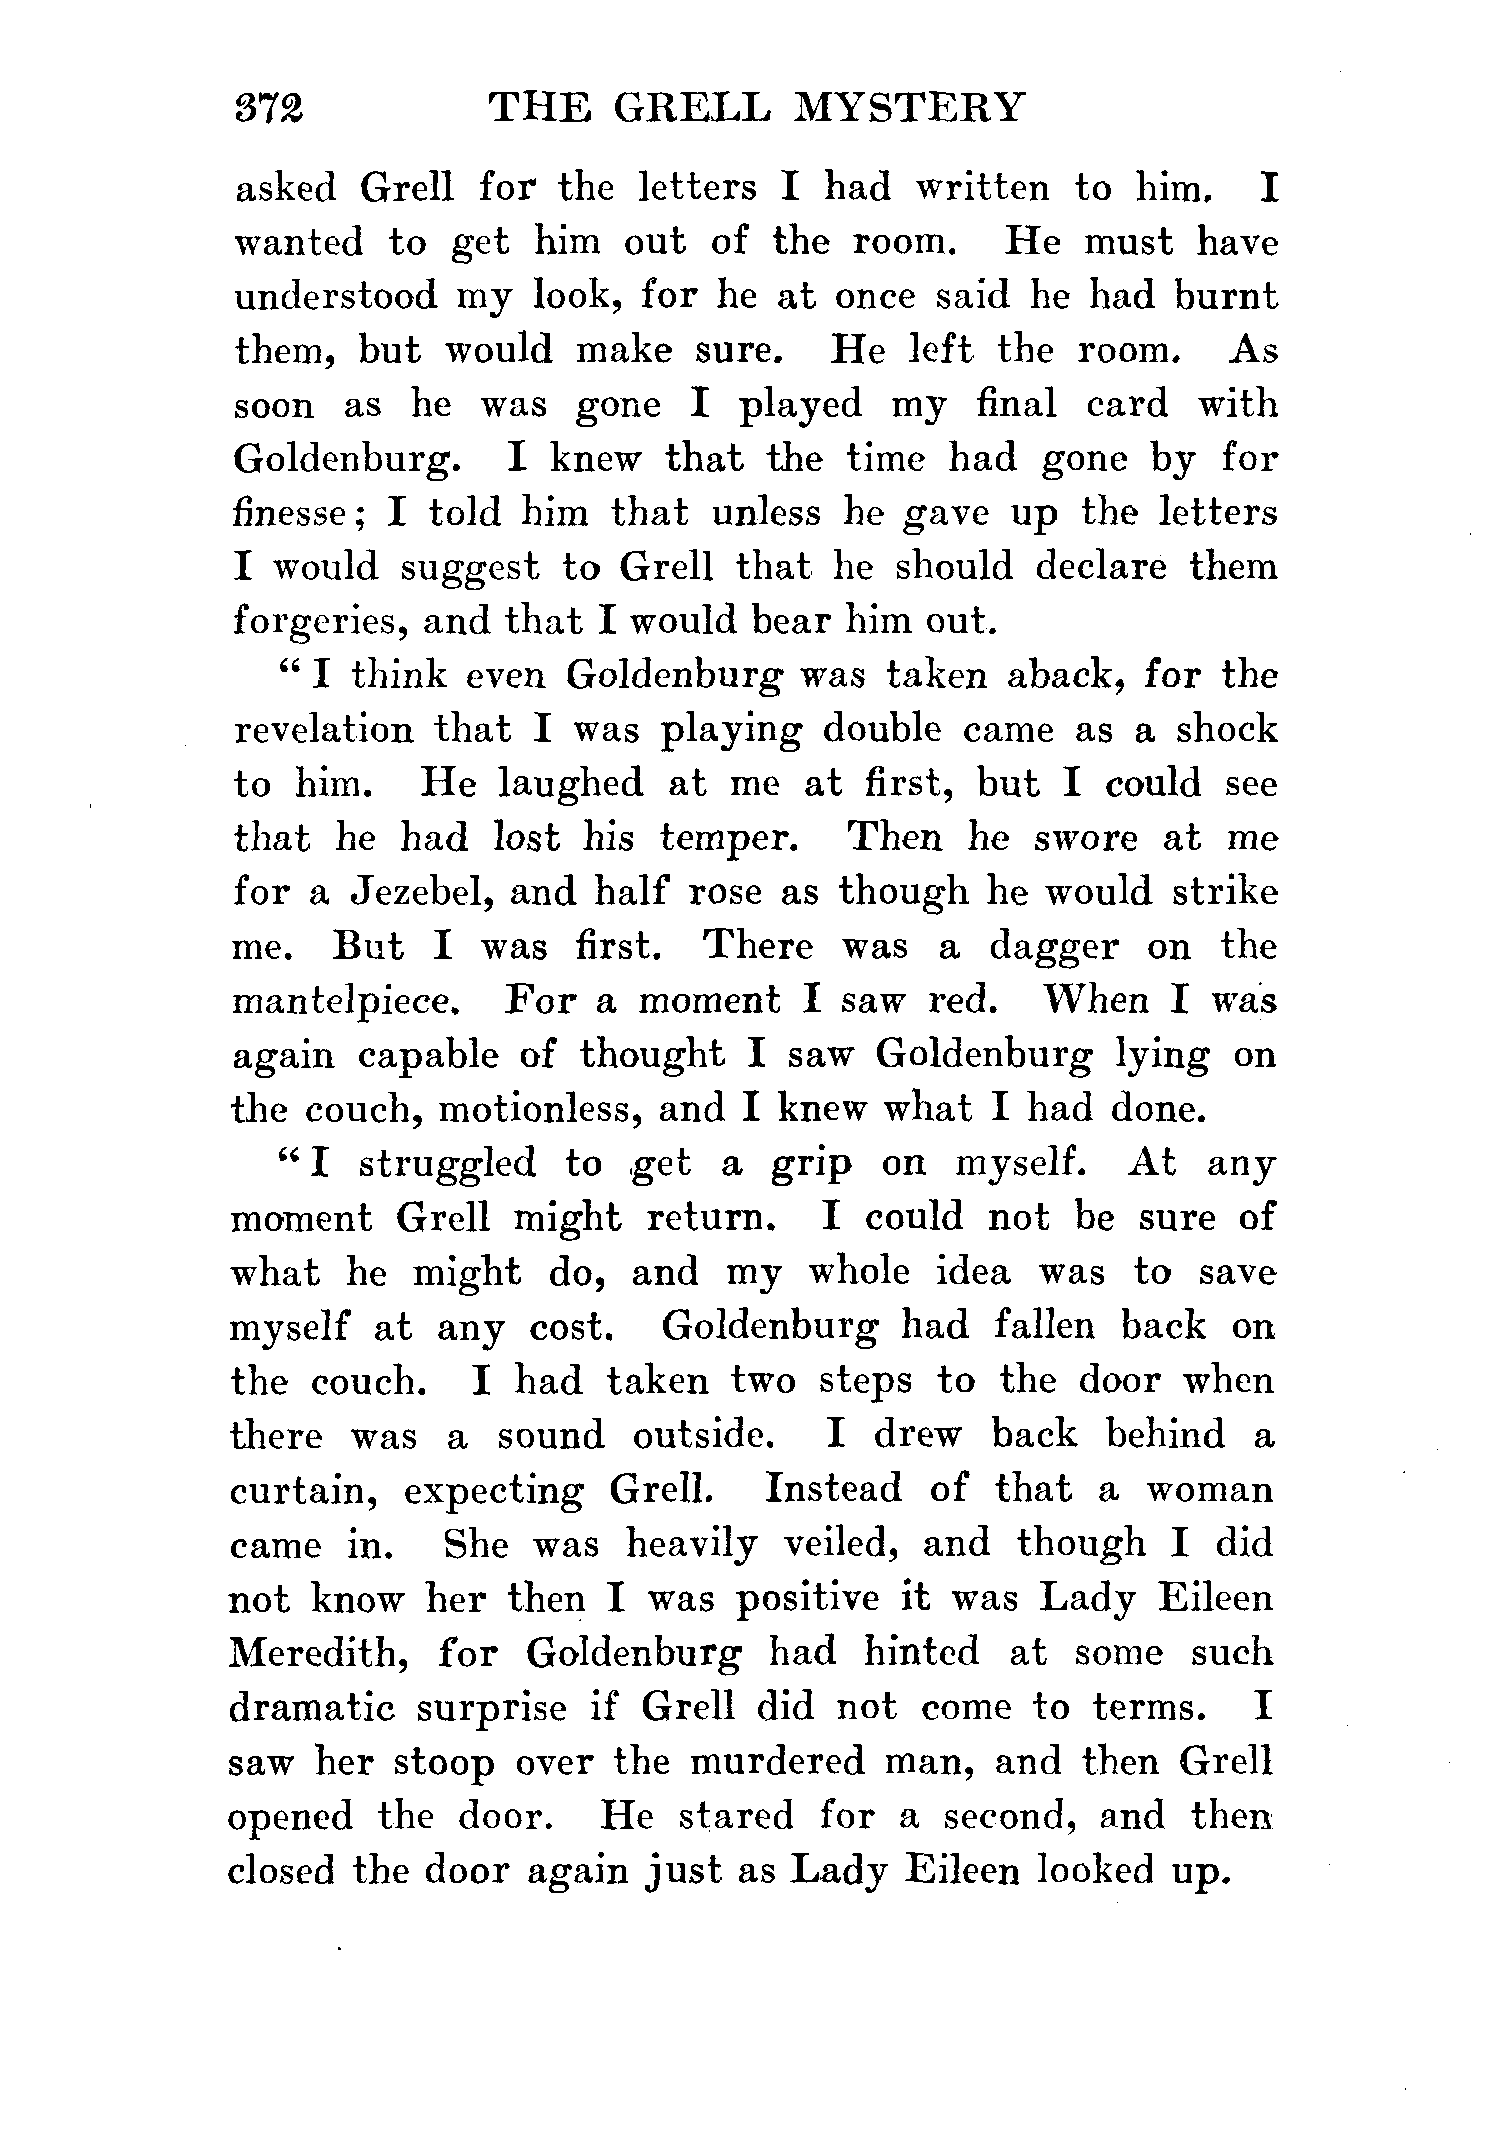 372 THE GRELL MYSTERY
asked Grell for the letters I had written to him. I
wanted to get him out of the room. He must have
understood my look, for he at once said he had burnt
them, but would make sure. He left the room. As
soon as he was gone I played my final card with
Goldenburg. I knew that the time had gone by for
finesse; I told him that unless he gave up the letters
I would suggest to Grell that he should declare them
forgeries, and that I would bear him out.
“ I think even Goldenburg was taken aback, for the
revelation that I was playing double came as a shock
to him. He laughed at me at first, but I could see
that he had lost his temper. Then he swore at me
for a Jezebel, and half rose as though he would strike
me. But I was first. There was a dagger on the
mantelpiece. For a moment I saw red. When I was
again capable of thought I saw Goldenburg lying on
the couch, motionless, and I knew what I had done.
“ I struggled to get a grip on myself. At any
moment Grell might return. I could not be sure of
what he might do, and my whole idea was to save
myself at any cost. Goldenburg had fallen back on
the couch. I had taken two steps to the door when
there was a sound outside. I drew back behind a
curtain, expecting Grell. Instead of that a woman
came in. She was heavily veiled, and though I did
not know her then I was positive it was Lady Eileen
Meredith, for Goldenburg had hinted at some such
dramatic surprise if Grell did not come to terms. I
saw her stoop over the murdered man, and then Grell
opened the door. He stared for a second, and then
closed the door again just as Lady Eileen looked up.